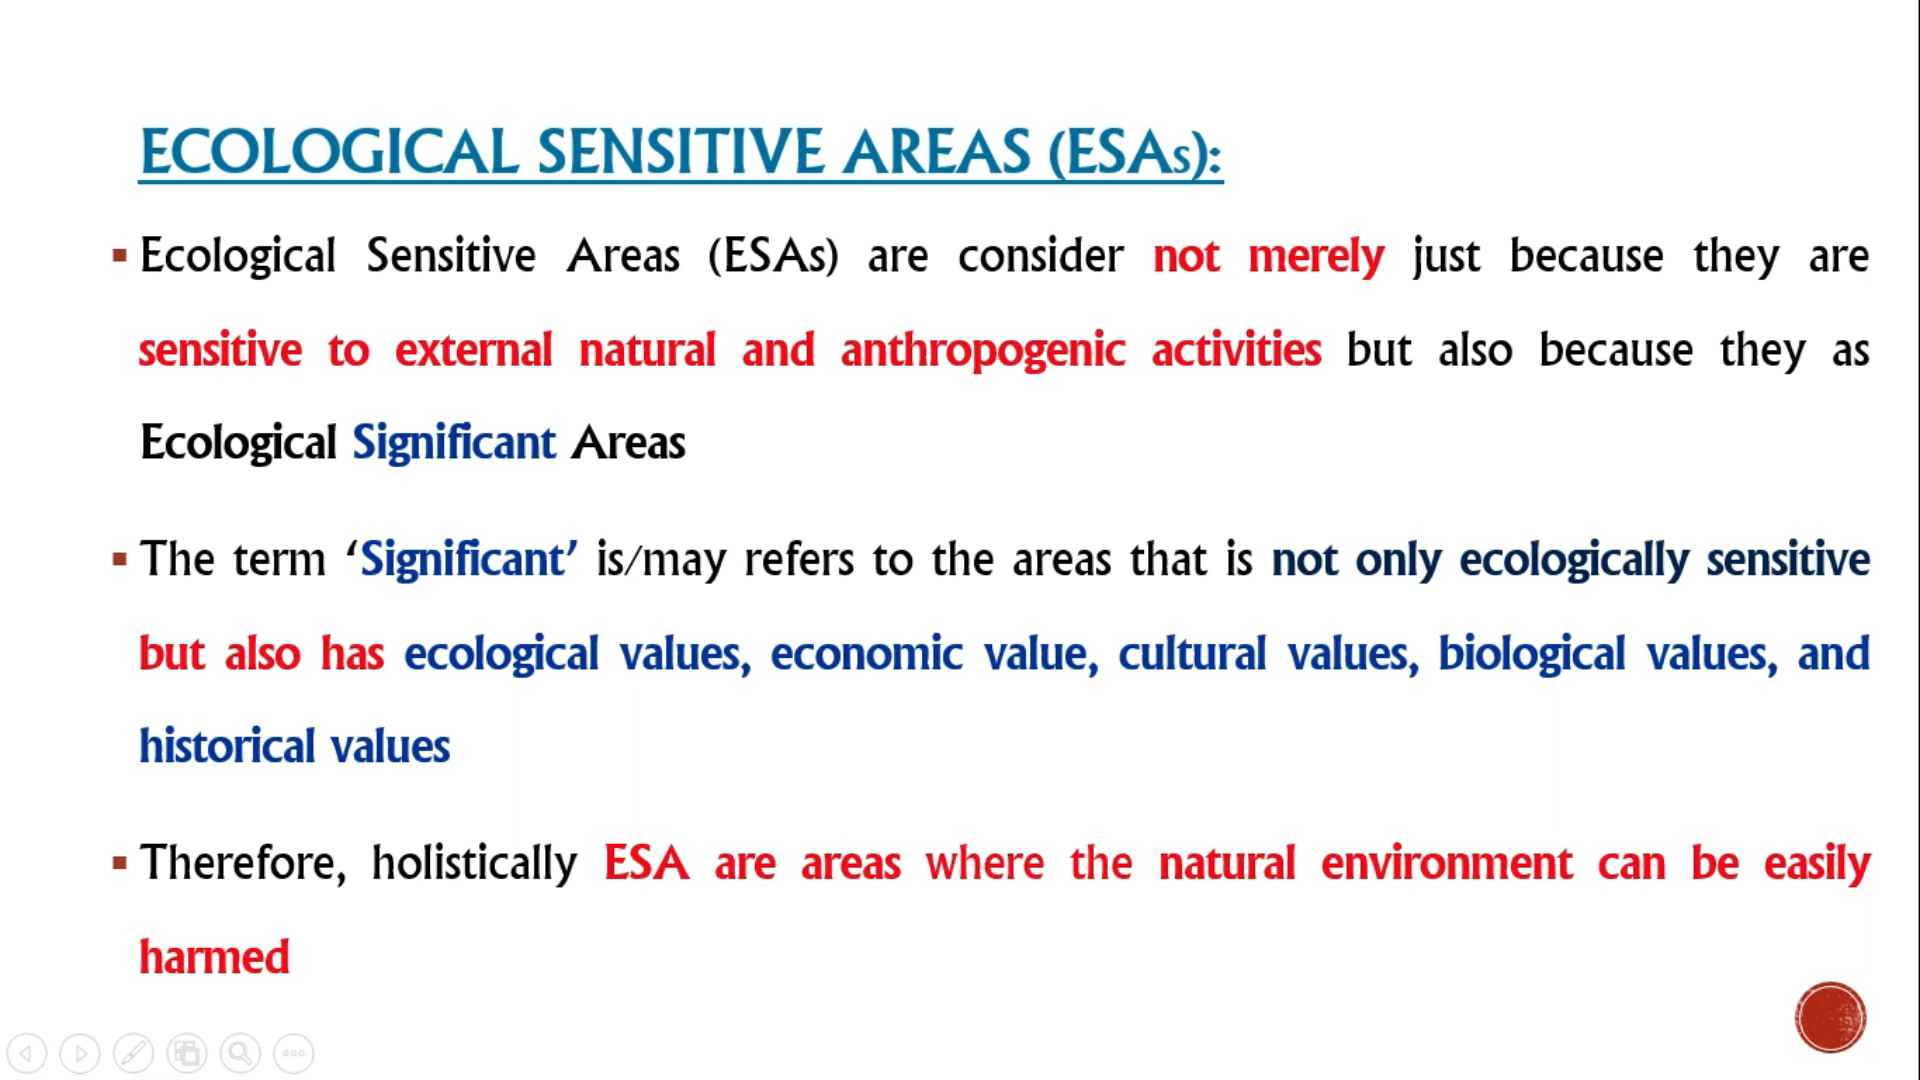 ECOLOGICAL SENSITIVE AREAS (ESAs):
Ecological Sensitive Areas (ESAs) are consider not merely just because they are
sensitive to external natural and anthropogenic activities but also because they as
Ecological Significant Areas
The term ‘Significant’ is/may refers to the areas that is not only ecologically sensitive
but also has ecological values, economic value, cultural values, biological values, and
historical values
Therefore, holistically ESA are areas where the natural environment can be easily
harmed